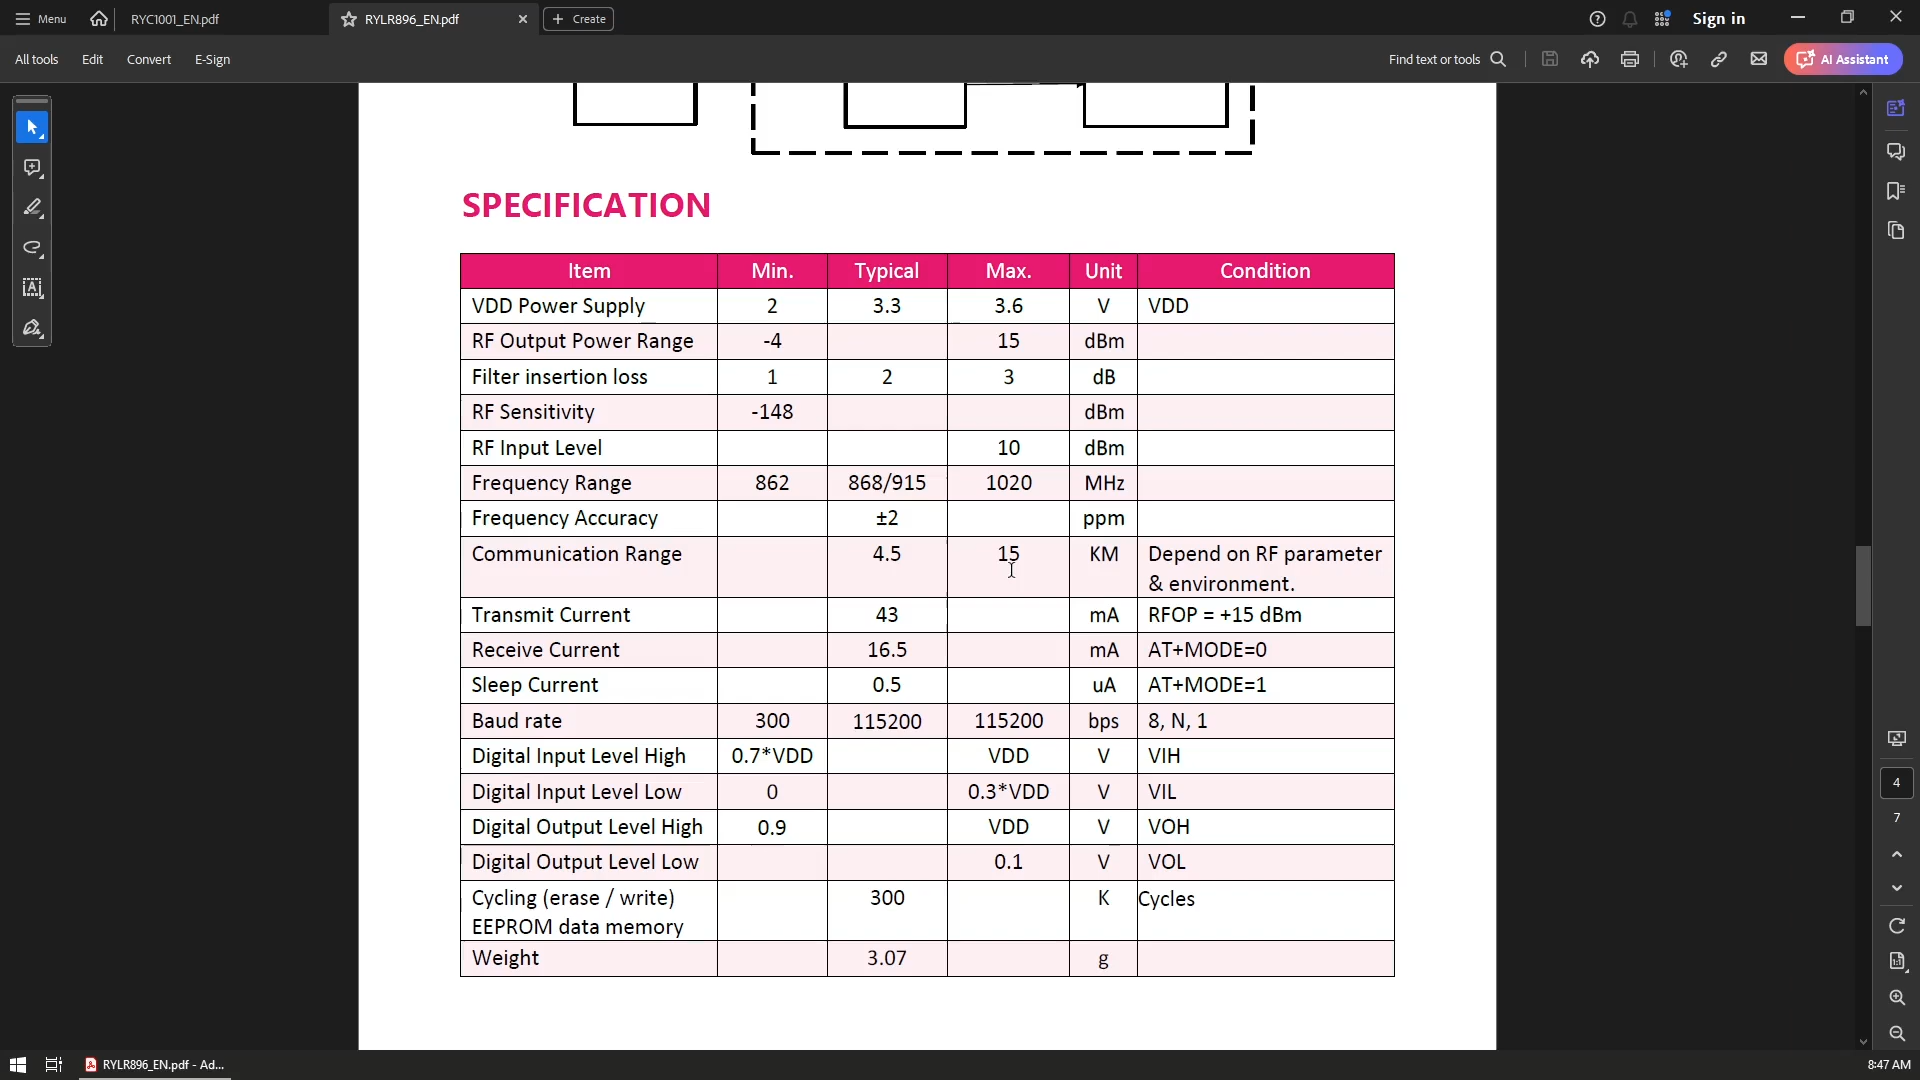 Menu RYC1001_EN.pdf RYLR896_EN.pdf Create Sign in
All tools Edit Convert E-Sign Find text or tools AI Assistant
SPECIFICATION
Item Min. Typical Max. Unit Condition
VDD Power Supply 2 3.3 3.6 V VDD
RF Output Power Range -4 15 dBm
Filter insertion loss 1 2 3 dB
RF Sensitivity -148 dBm
RF Input Level 10 dBm
Frequency Range 862 868/915 1020 MHz
Frequency Accuracy ±2 ppm
Communication Range 4.5 15 KM Depend on RF parameter
& environment.
Transmit Current 43 mA RFOP = +15 dBm
Receive Current 16.5 mA AT+MODE=0
Sleep Current 0.5 uA AT+MODE=1
Baud rate 300 115200 115200 bps 8, N, 1
Digital Input Level High 0.7*VDD VDD V VIH
Digital Input Level Low 0 0.3*VDD V VIL
Digital Output Level High 0.9 VDD V VOH
Digital Output Level Low 0.1 V VOL
Cycling (erase / write) 300 K Cycles
EEPROM data memory
Weight 3.07 g
4
7
RYLR896_EN.pdf - Ad... 8:47 AM